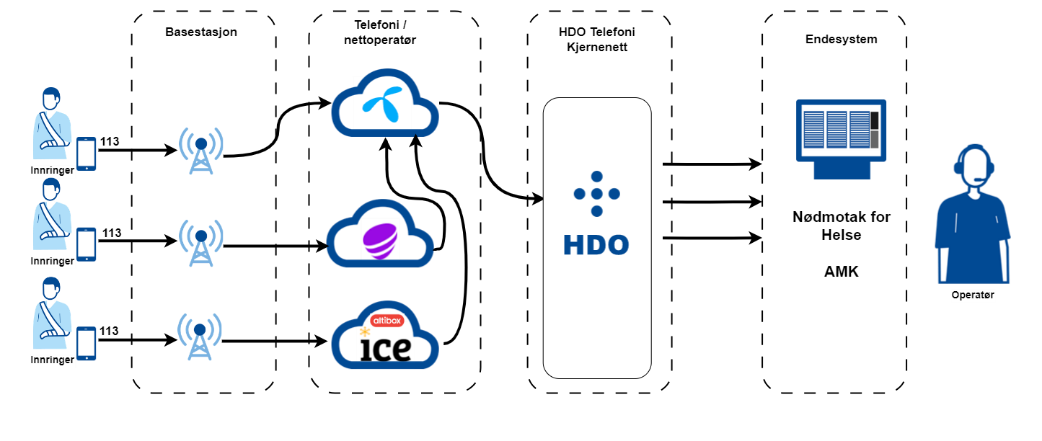 Basestasjon
Telefoni /
nettoperatør
HDO Telefoni
Kjernenett
Endesystem
113
Innringer
113
Innringer
113
Innringer
altibox
ice
HDO
Nødmotak for
Helse
AMK
Operatør